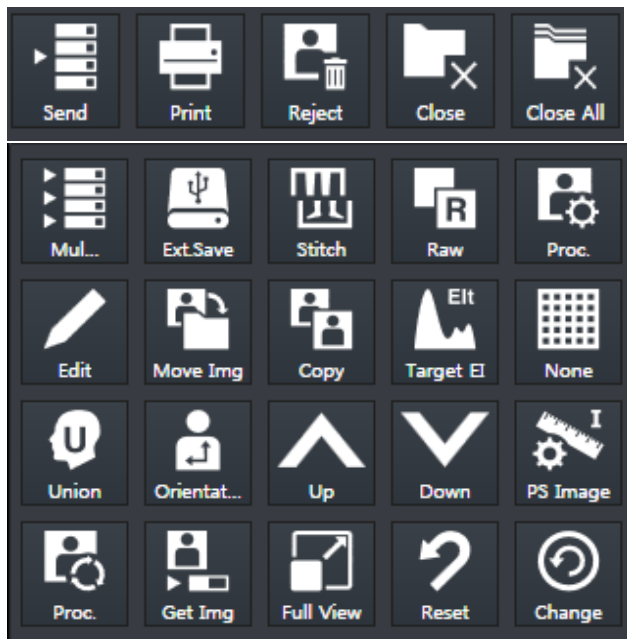 Send Print Reject Close Close All
Mul... Ext.Save Stitch R Raw Proc.
EIt
Edit Move Img Copy Target EI None
U I
Union Orientat... Up Down PS Image
Proc. Get Img Full View Reset Change